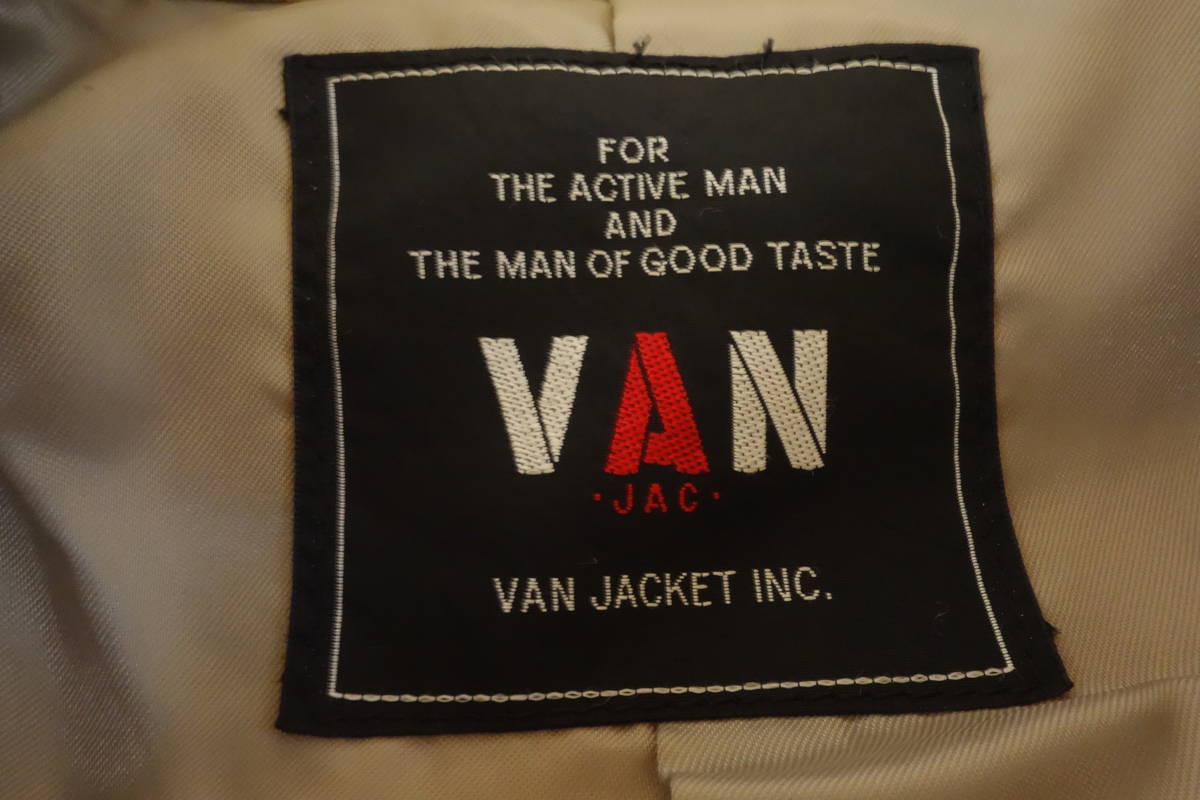 FOR
THE ACTIVE MAN
AND
THE MAN OF GOOD TASTE
VAN
·JAC·
VAN JACKET INC.